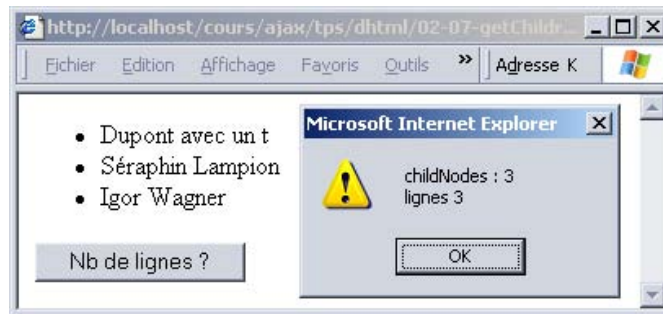 http://localhost/cours/ajax/tps/dhtml/02-07-getChildr...
Fichier Edition Affichage Favoris Outils » Adresse K
Dupont avec un t
Séraphin Lampion
Igor Wagner
Nb de lignes ?
Microsoft Internet Explorer
childNodes : 3
lignes 3
OK